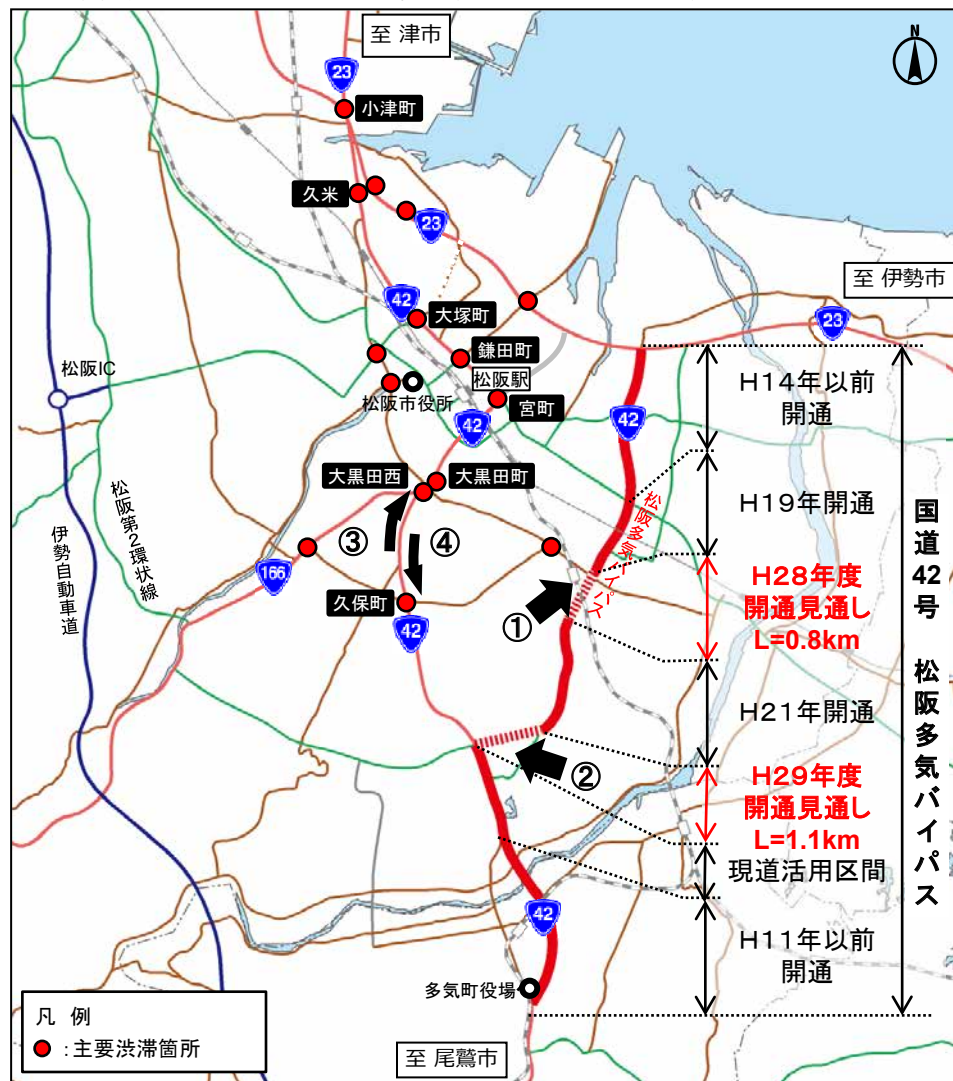 至 津市
N
23
小津町
久米
23
至 伊勢市
23
42
大塚町
鎌田町
松阪IC
松阪駅
松阪市役所
宮町
42
42
H14年以前
開通
大黒田西
大黒田町
H19年開通
松阪多気バイパス
③
④
166
松阪第2環状線
伊勢自動車道
久保町
42
①
H28年度
開通見通し
L=0.8km
H21年開通
②
H29年度
開通見通し
L=1.1km
現道活用区間
42
H11年以前
開通
国道42号 松阪多気バイパス
多気町役場
凡 例
:主要渋滞箇所
至 尾鷲市